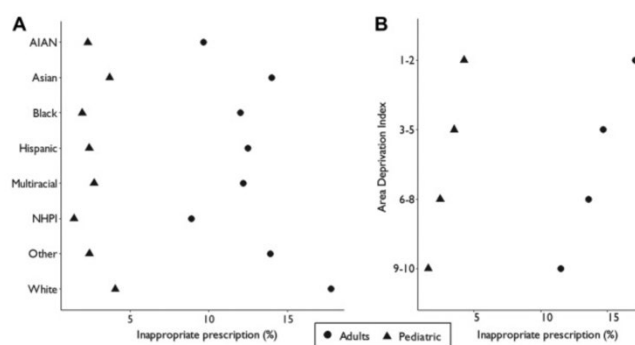 A
AIAN
Asian
Black
Hispanic
Multiracial
NHPI
Other
White
5
10
15
Inappropriate prescription (%)
B
Area Deprivation Index
1-2
3-5
6-8
9-10
5
10
15
Inappropriate prescription (%)
Adults
Pediatric